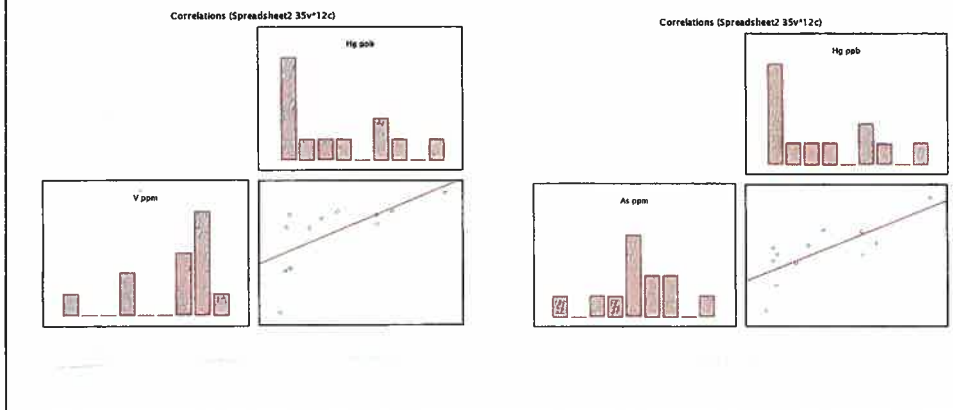 Correlations (Spreadsheet2 35v*12c)
Hg ppb
V ppm
Correlations (Spreadsheet2 35v*12c)
Hg ppb
As ppm